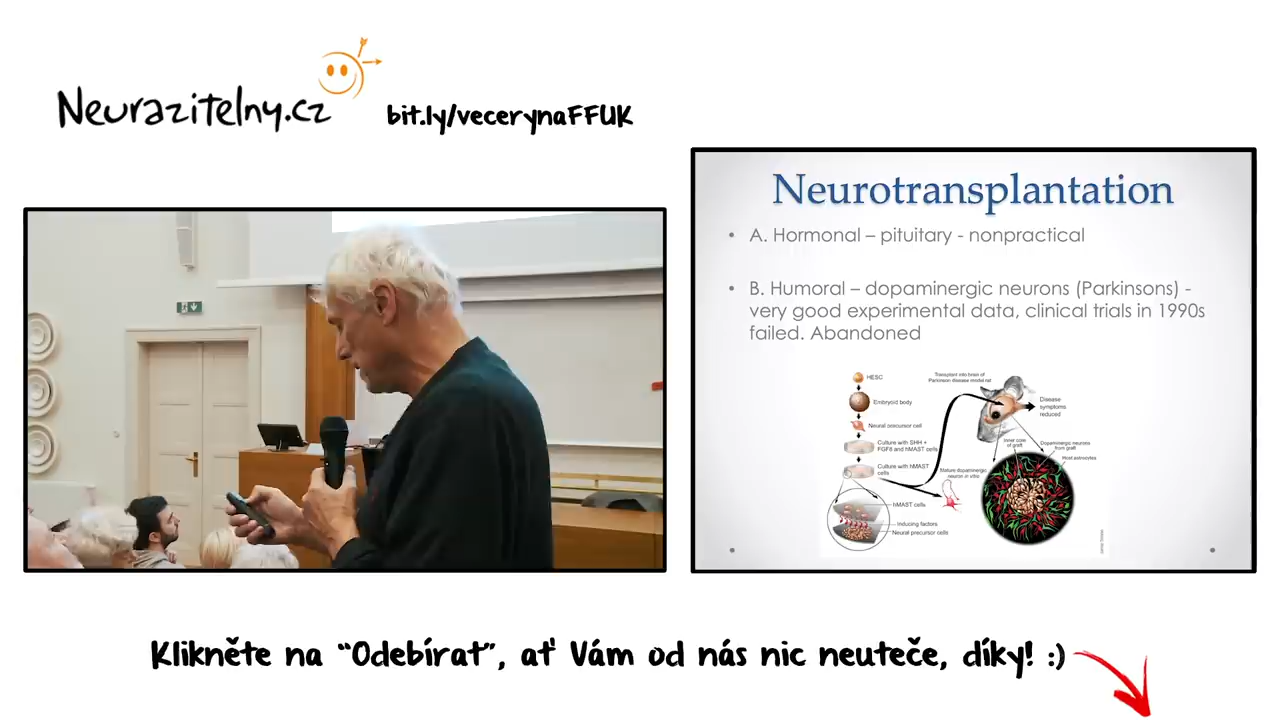 Neurazitelny.cz
bit.ly/vecerynaFFUK
Neurotransplantation
• A. Hormonal – pituitary - nonpractical
• B. Humoral – dopaminergic neurons (Parkinsons) -
very good experimental data, clinical trials in 1990s
failed. Abandoned
HESC
Embryoid body
Neural precursor cell
Culture with SHH +
FGF8 and hMAST cells
Culture with hMAST
cells
hMAST cells
Inducing factors
Neural precursor cells
Transplant into brain of
Parkinson disease model rat
Disease
symptoms
reduced
Mature dopaminergic
neuron in vitro
Inner core
of graft
Dopaminergic neurons
from graft
Host astrocytes
Klikněte na “Odebírat”, ať Vám od nás nic neuteče, díky! :)